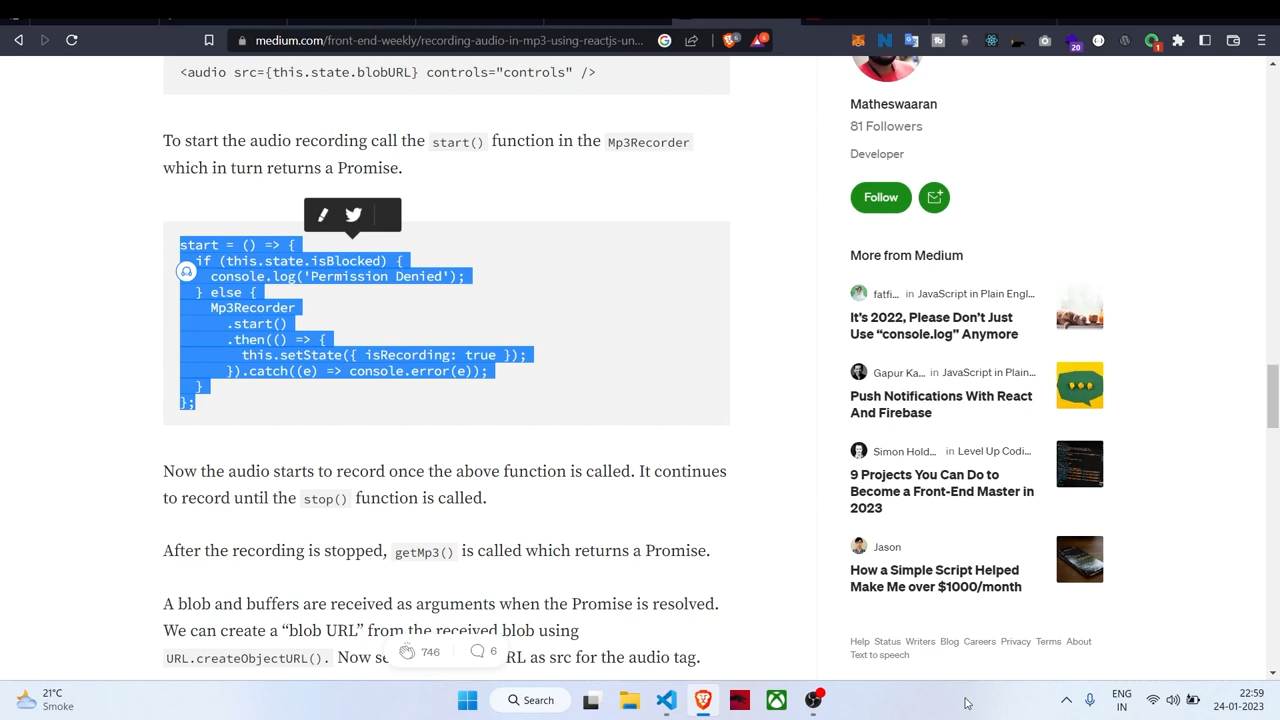 medium.com/front-end-weekly/recording-audio-in-mp3-using-reactjs-un...
<audio src={this.state.blobURL} controls="controls" />
To start the audio recording call the start() function in the Mp3Recorder
which in turn returns a Promise.
start = () => {
  if (this.state.isBlocked) {
    console.log('Permission Denied');
  } else {
    Mp3Recorder
      .start()
      .then(() => {
        this.setState({ isRecording: true });
      }).catch((e) => console.error(e));
  }
};
Now the audio starts to record once the above function is called. It continues
to record until the stop() function is called.
After the recording is stopped, getMp3() is called which returns a Promise.
A blob and buffers are received as arguments when the Promise is resolved.
We can create a “blob URL” from the received blob using
URL.createObjectURL(). Now se
RL as src for the audio tag.
746
6
Matheswaaran
81 Followers
Developer
Follow
More from Medium
fatfi... in JavaScript in Plain Engl...
It's 2022, Please Don't Just
Use “console.log” Anymore
Gapur Ka... in JavaScript in Plain...
Push Notifications With React
And Firebase
Simon Hold... in Level Up Codi...
9 Projects You Can Do to
Become a Front-End Master in
2023
Jason
How a Simple Script Helped
Make Me over $1000/month
Help Status Writers Blog Careers Privacy Terms About
Text to speech
21°C
Smoke
Search
ENG
IN
22:59
24-01-2023